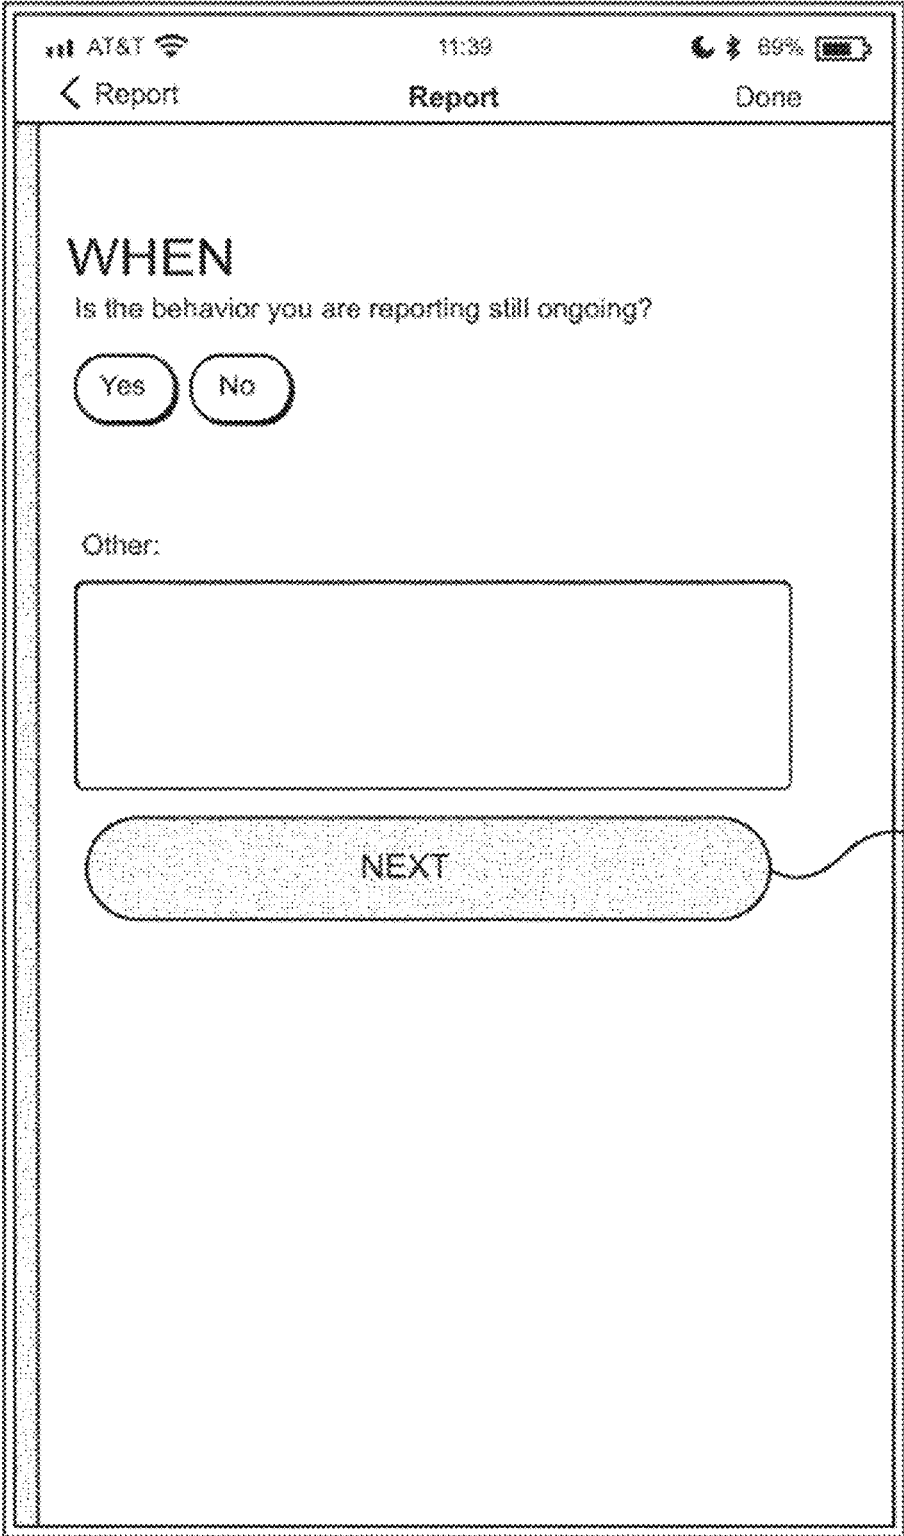 AT&T 11:39 69%
Report Report Done
WHEN
Is the behavior you are reporting still ongoing?
Yes No
Other:
NEXT